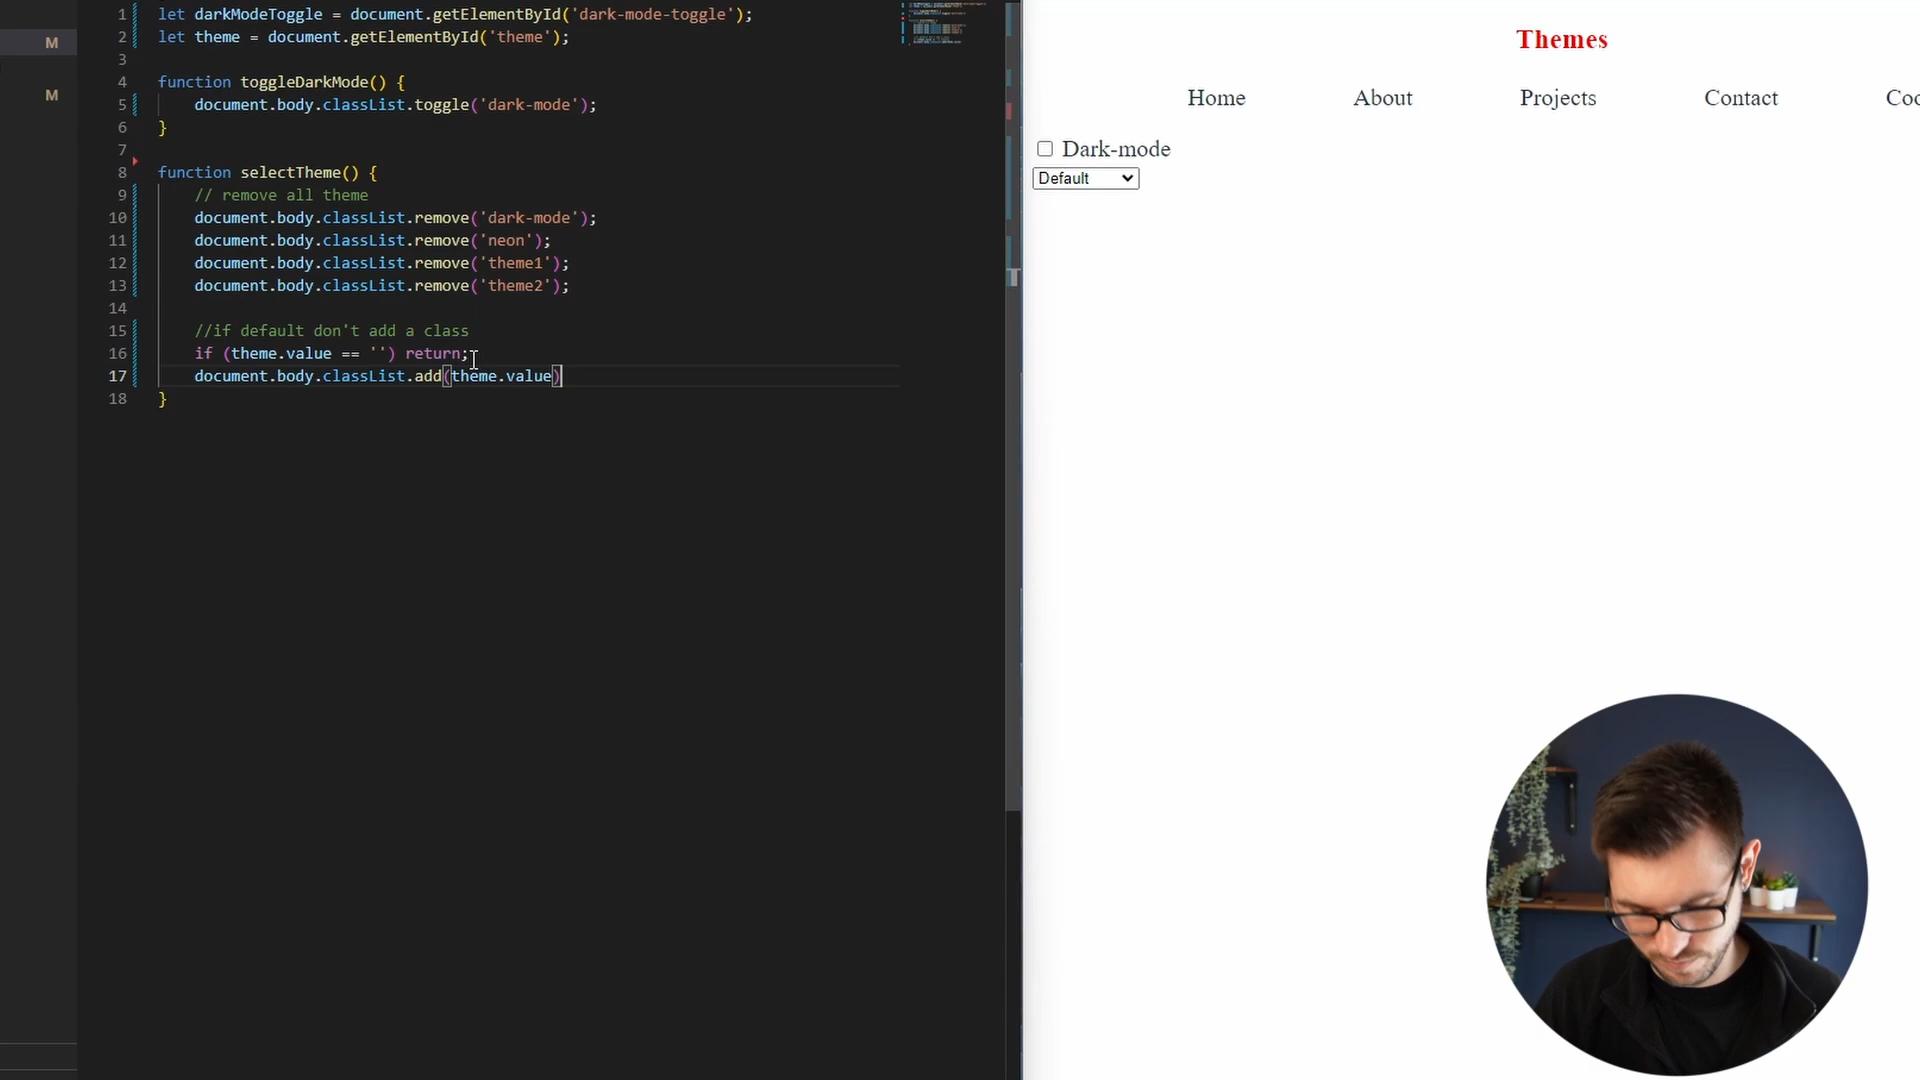 M
M
1 let darkModeToggle = document.getElementById('dark-mode-toggle');
2 let theme = document.getElementById('theme');
3
4 function toggleDarkMode() {
5     document.body.classList.toggle('dark-mode');
6 }
7
8 function selectTheme() {
9     // remove all theme
10     document.body.classList.remove('dark-mode');
11     document.body.classList.remove('neon');
12     document.body.classList.remove('theme1');
13     document.body.classList.remove('theme2');
14
15     //if default don't add a class
16     if (theme.value == '') return;
17     document.body.classList.add(theme.value)
18 }
Themes
Home About Projects Contact Coo
Dark-mode
Default